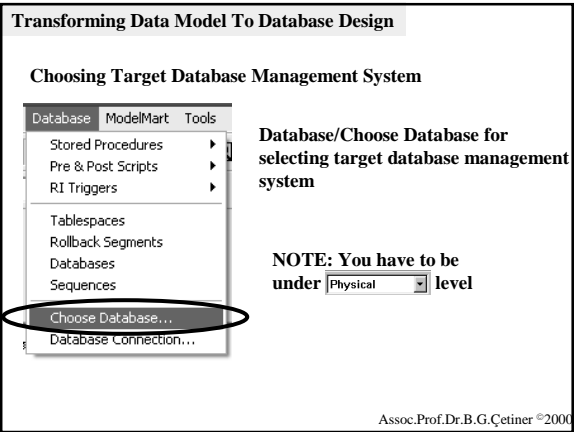 Transforming Data Model To Database Design
Choosing Target Database Management System
Database ModelMart Tools
Stored Procedures
Pre & Post Scripts
RI Triggers
Tablespaces
Rollback Segments
Databases
Sequences
Choose Database...
Database Connection...
Database/Choose Database for
selecting target database management
system
NOTE: You have to be
under Physical level
Assoc.Prof.Dr.B.G.Çetiner ©2000